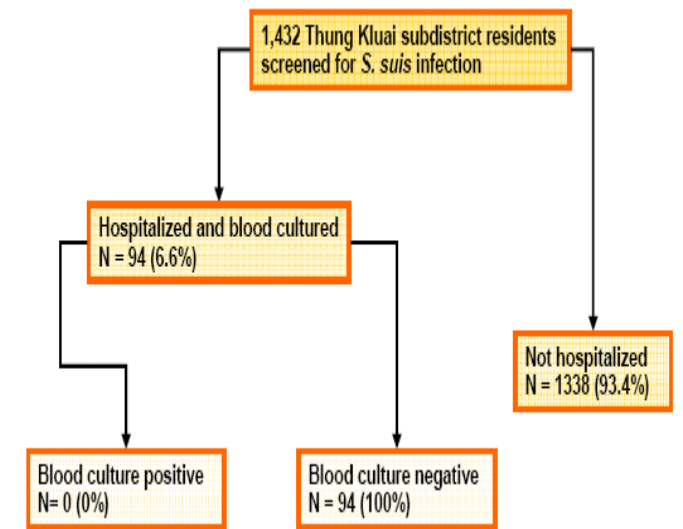 1,432 Thung Kluai subdistrict residents
screened for S. suis infection
Hospitalized and blood cultured
N = 94 (6.6%)
Not hospitalized
N = 1338 (93.4%)
Blood culture positive
N= 0 (0%)
Blood culture negative
N = 94 (100%)